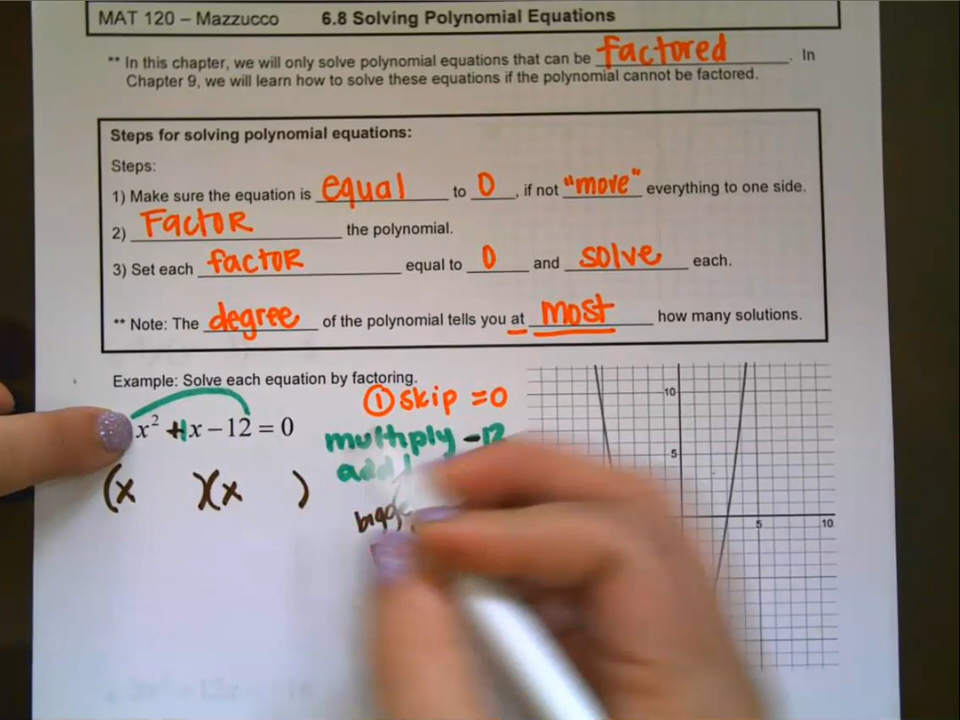 MAT 120 – Mazzucco 6.8 Solving Polynomial Equations
** In this chapter, we will only solve polynomial equations that can be factored. In
Chapter 9, we will learn how to solve these equations if the polynomial cannot be factored.
Steps for solving polynomial equations:
Steps:
1) Make sure the equation is equal to 0, if not "move" everything to one side.
2) Factor the polynomial.
3) Set each factor equal to 0 and solve each.
** Note: The degree of the polynomial tells you at most how many solutions.
Example: Solve each equation by factoring.
① skip =0
x² + 1x − 12 = 0
multiply -12
add
(x )(x )
10
5
5 10